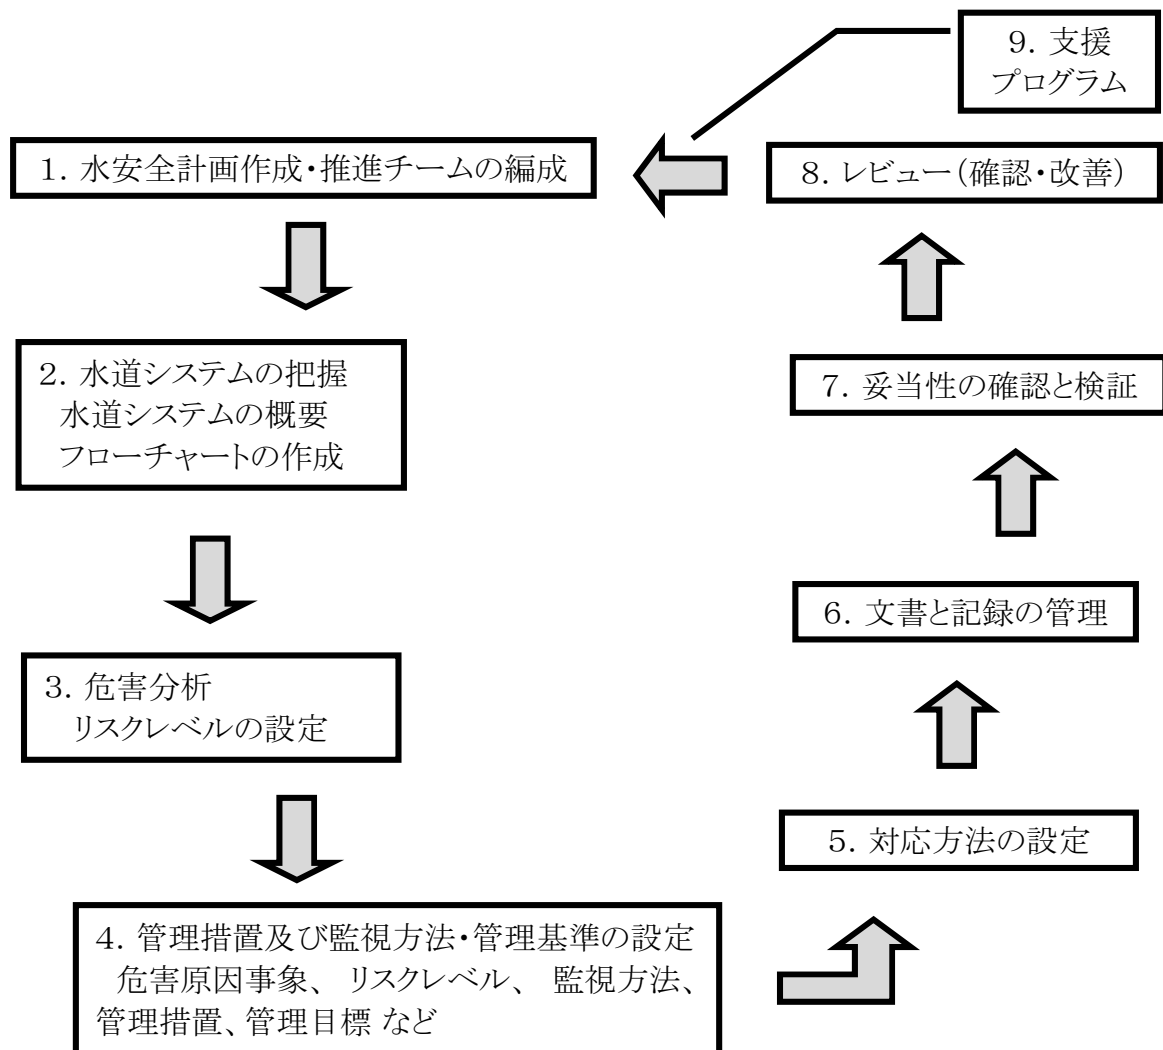 9. 支援
プログラム
1. 水安全計画作成・推進チームの編成
8. レビュー(確認・改善)
2. 水道システムの把握
水道システムの概要
フローチャートの作成
7. 妥当性の確認と検証
3. 危害分析
リスクレベルの設定
6. 文書と記録の管理
5. 対応方法の設定
4. 管理措置及び監視方法・管理基準の設定
危害原因事象、 リスクレベル、 監視方法、
管理措置、管理目標 など